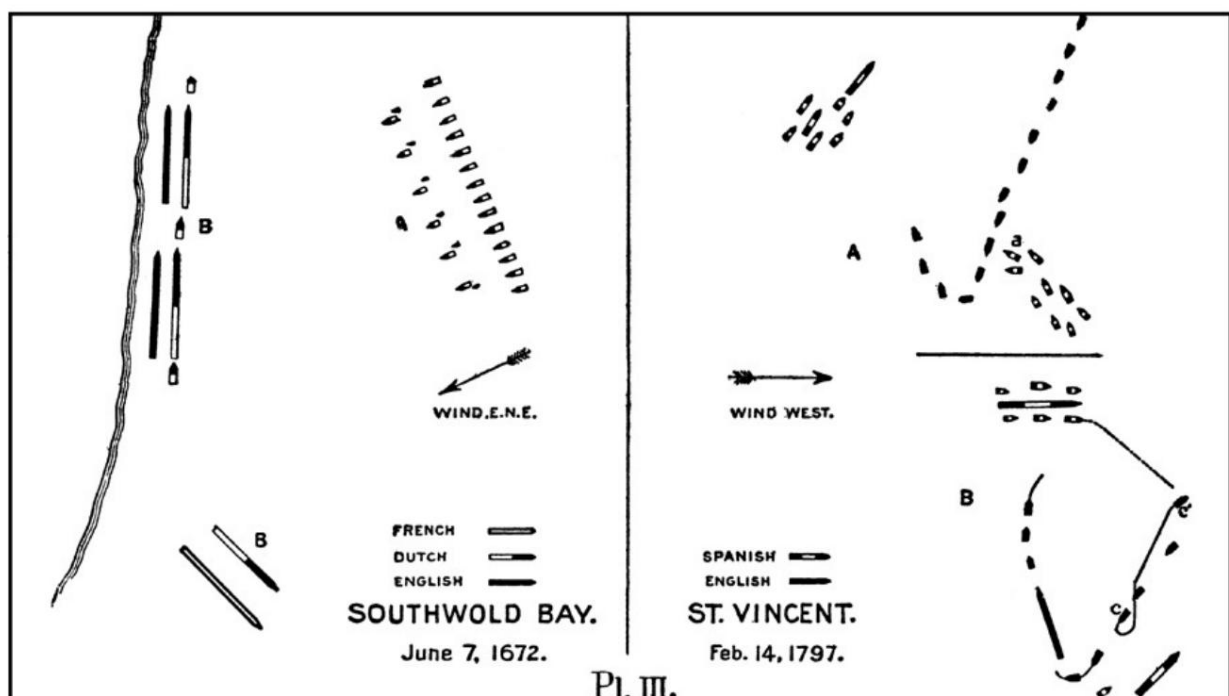 B
B
WIND.E.N.E.
FRENCH
DUTCH
ENGLISH
SOUTHWOLD BAY.
June 7, 1672.
A
a
WIND WEST.
B
c'
c
SPANISH
ENGLISH
ST. VINCENT.
Feb. 14, 1797.
Pl. III.